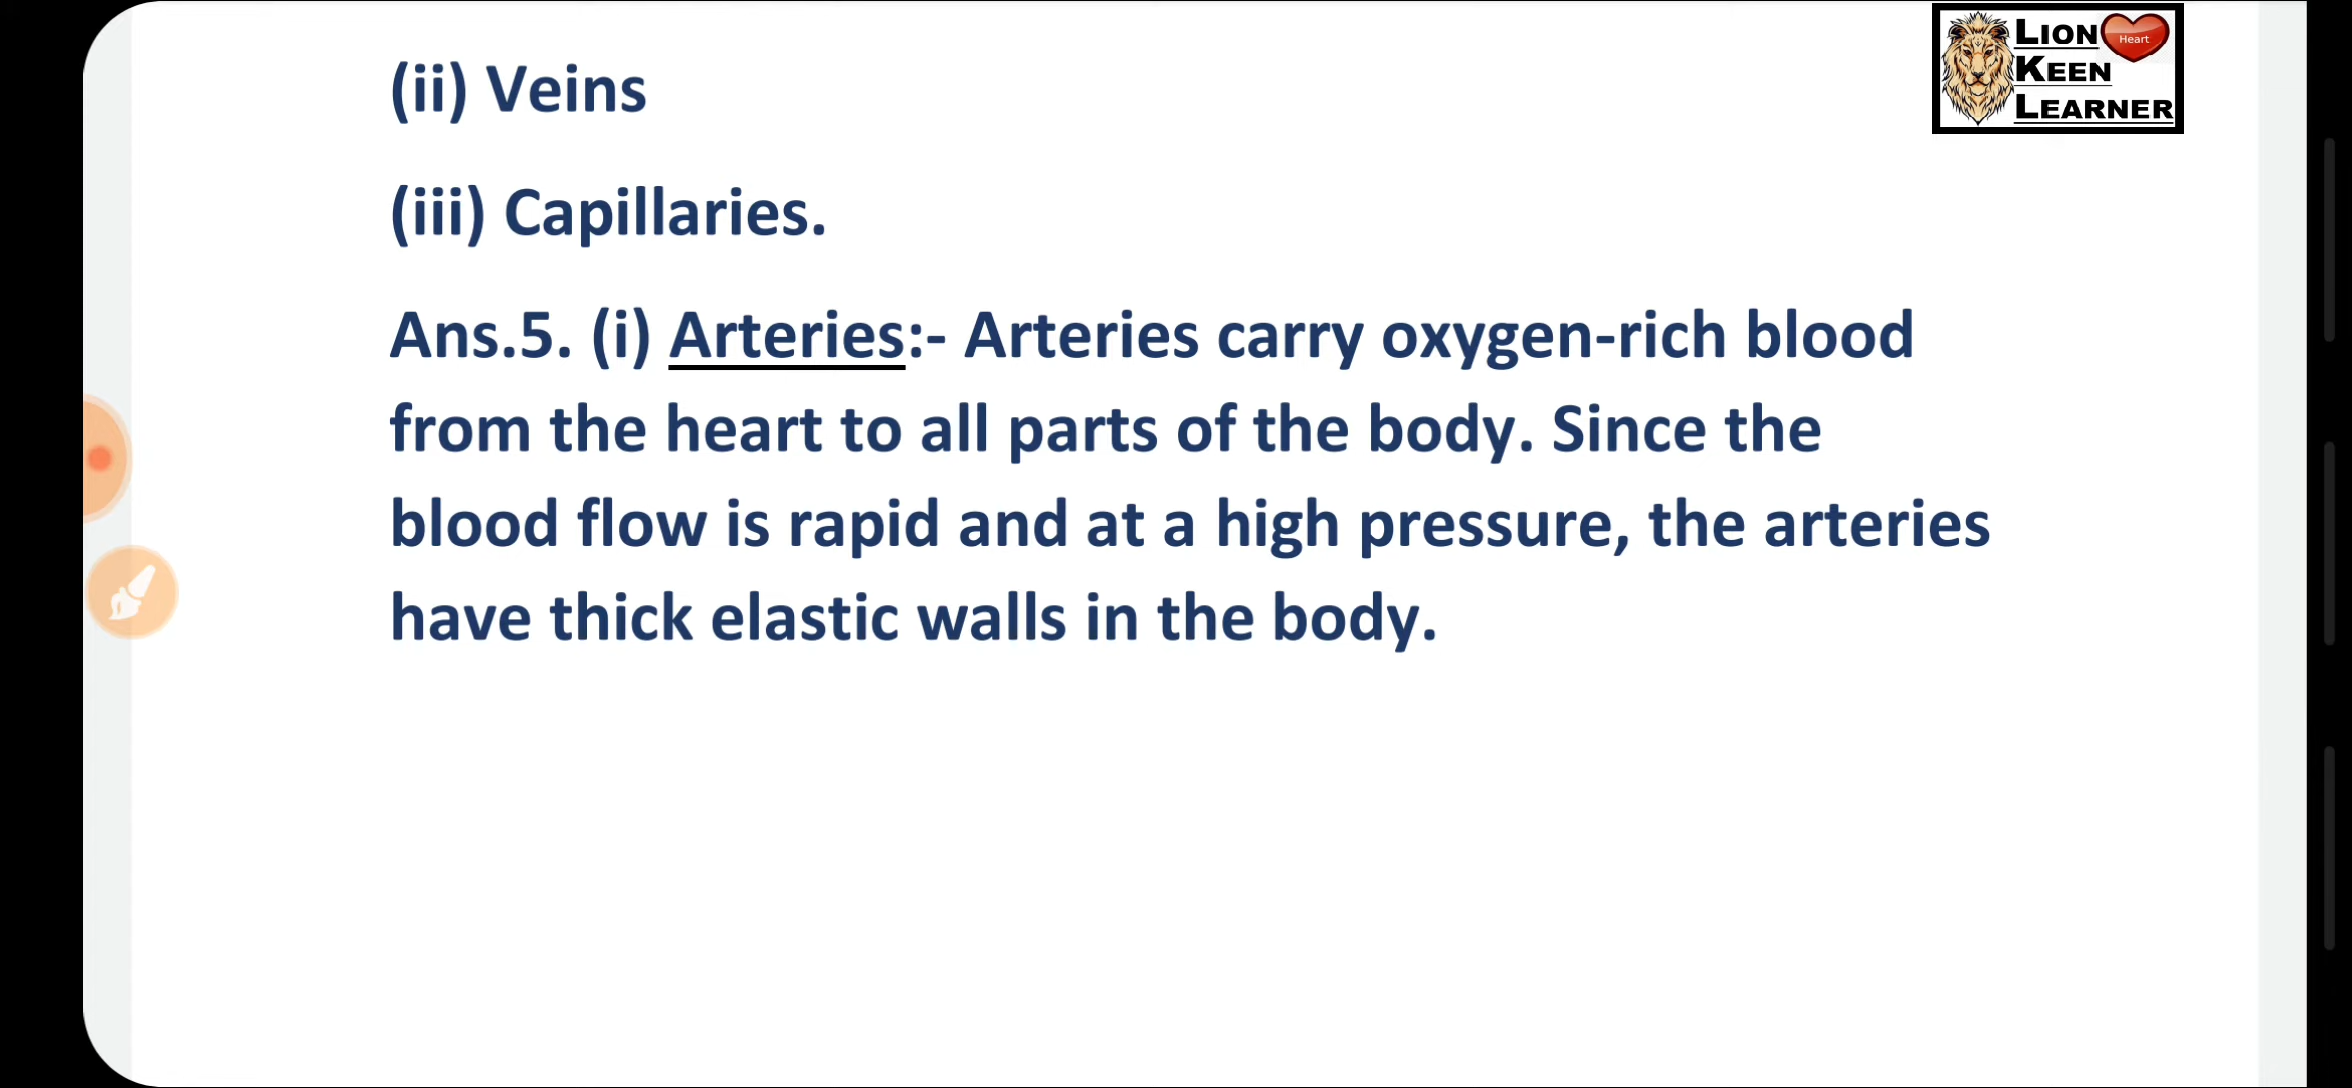 LION Heart
KEEN
LEARNER
(ii) Veins
(iii) Capillaries.
Ans.5. (i) Arteries:- Arteries carry oxygen-rich blood
from the heart to all parts of the body. Since the
blood flow is rapid and at a high pressure, the arteries
have thick elastic walls in the body.